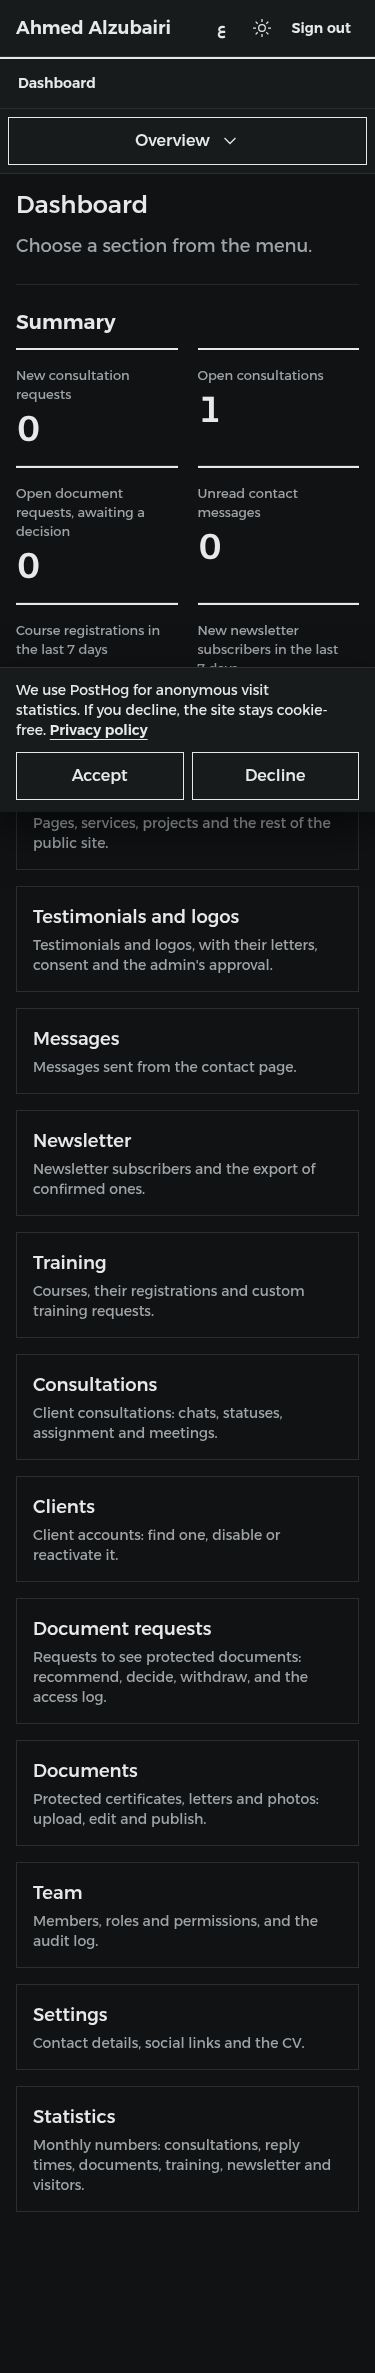 Ahmed Alzubairi ع Sign out
Dashboard
Overview
Dashboard
Choose a section from the menu.
Summary
New consultation
requests
0
Open consultations
1
Open document
requests, awaiting a
decision
0
Unread contact
messages
0
Course registrations in
the last 7 days
New newsletter
subscribers in the last
7 days
We use PostHog for anonymous visit
statistics. If you decline, the site stays cookie-
free. Privacy policy
Accept Decline
Pages, services, projects and the rest of the
public site.
Testimonials and logos
Testimonials and logos, with their letters,
consent and the admin's approval.
Messages
Messages sent from the contact page.
Newsletter
Newsletter subscribers and the export of
confirmed ones.
Training
Courses, their registrations and custom
training requests.
Consultations
Client consultations: chats, statuses,
assignment and meetings.
Clients
Client accounts: find one, disable or
reactivate it.
Document requests
Requests to see protected documents:
recommend, decide, withdraw, and the
access log.
Documents
Protected certificates, letters and photos:
upload, edit and publish.
Team
Members, roles and permissions, and the
audit log.
Settings
Contact details, social links and the CV.
Statistics
Monthly numbers: consultations, reply
times, documents, training, newsletter and
visitors.